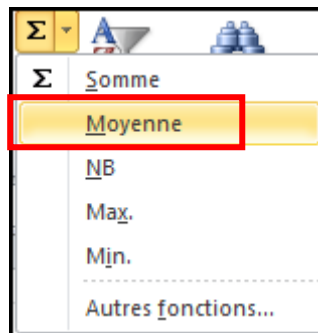 Σ
Σ Somme
Moyenne
NB
Max.
Min.
Autres fonctions...